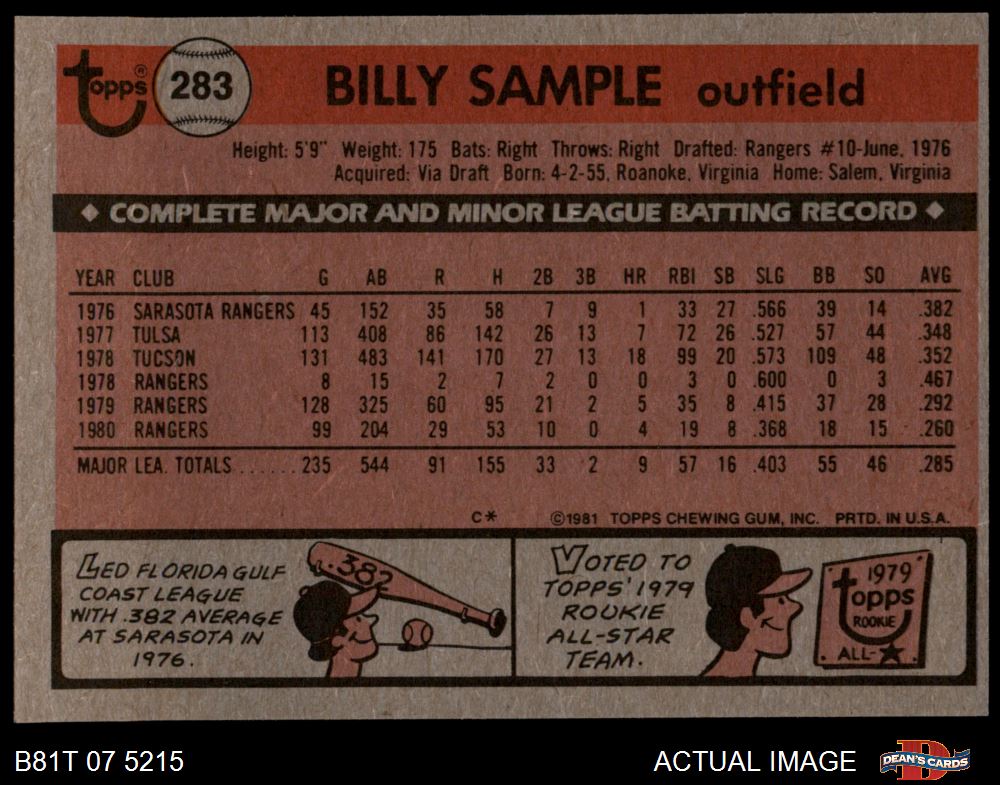 topps® 283 BILLY SAMPLE outfield
Height: 5'9" Weight: 175 Bats: Right Throws: Right Drafted: Rangers #10-June, 1976
Acquired: Via Draft Born: 4-2-55, Roanoke, Virginia Home: Salem, Virginia
◆ COMPLETE MAJOR AND MINOR LEAGUE BATTING RECORD ◆
YEAR CLUB G AB R H 2B 3B HR RBI SB SLG BB SO AVG
1976 SARASOTA RANGERS 45 152 35 58 7 9 1 33 27 .566 39 14 .382
1977 TULSA 113 408 86 142 26 13 7 72 26 .527 57 44 .348
1978 TUCSON 131 483 141 170 27 13 18 99 20 .573 109 48 .352
1978 RANGERS 8 15 2 7 2 0 0 3 0 .600 0 3 .467
1979 RANGERS 128 325 60 95 21 2 5 35 8 .415 37 28 .292
1980 RANGERS 99 204 29 53 10 0 4 19 8 .368 18 15 .260
MAJOR LEA. TOTALS ...... 235 544 91 155 33 2 9 57 16 .403 55 46 .285
C* ©1981 TOPPS CHEWING GUM, INC. PRTD. IN U.S.A.
LED FLORIDA GULF
COAST LEAGUE
WITH .382 AVERAGE
AT SARASOTA IN
1976.
.382
VOTED TO
TOPPS' 1979
ROOKIE
ALL-STAR
TEAM.
1979
topps
ROOKIE
ALL-★
B81T 07 5215 ACTUAL IMAGE D DEAN'S CARDS